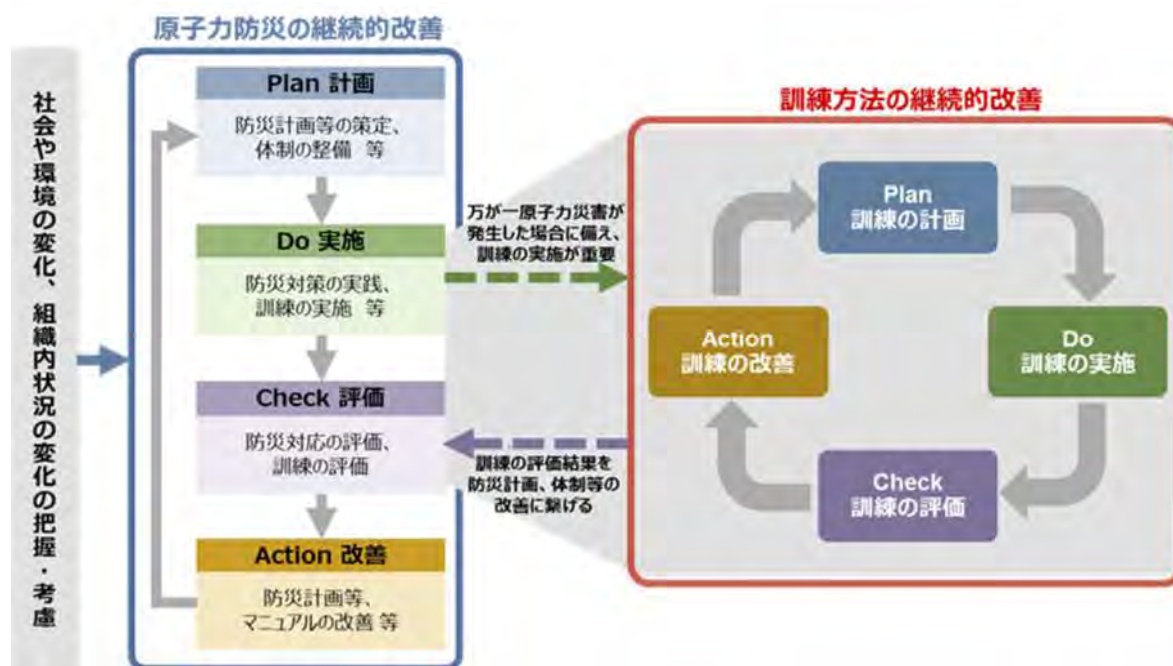 社会や環境の変化、組織内状況の変化の把握・考慮
原子力防災の継続的改善
Plan 計画
防災計画等の策定、
体制の整備 等
Do 実施
防災対策の実践、
訓練の実施 等
Check 評価
防災対応の評価、
訓練の評価
Action 改善
防災計画等、
マニュアルの改善 等
万が一原子力災害が
発生した場合に備え、
訓練の実施が重要
訓練の評価結果を
防災計画、体制等の
改善に繋げる
訓練方法の継続的改善
Plan
訓練の計画
Do
訓練の実施
Check
訓練の評価
Action
訓練の改善